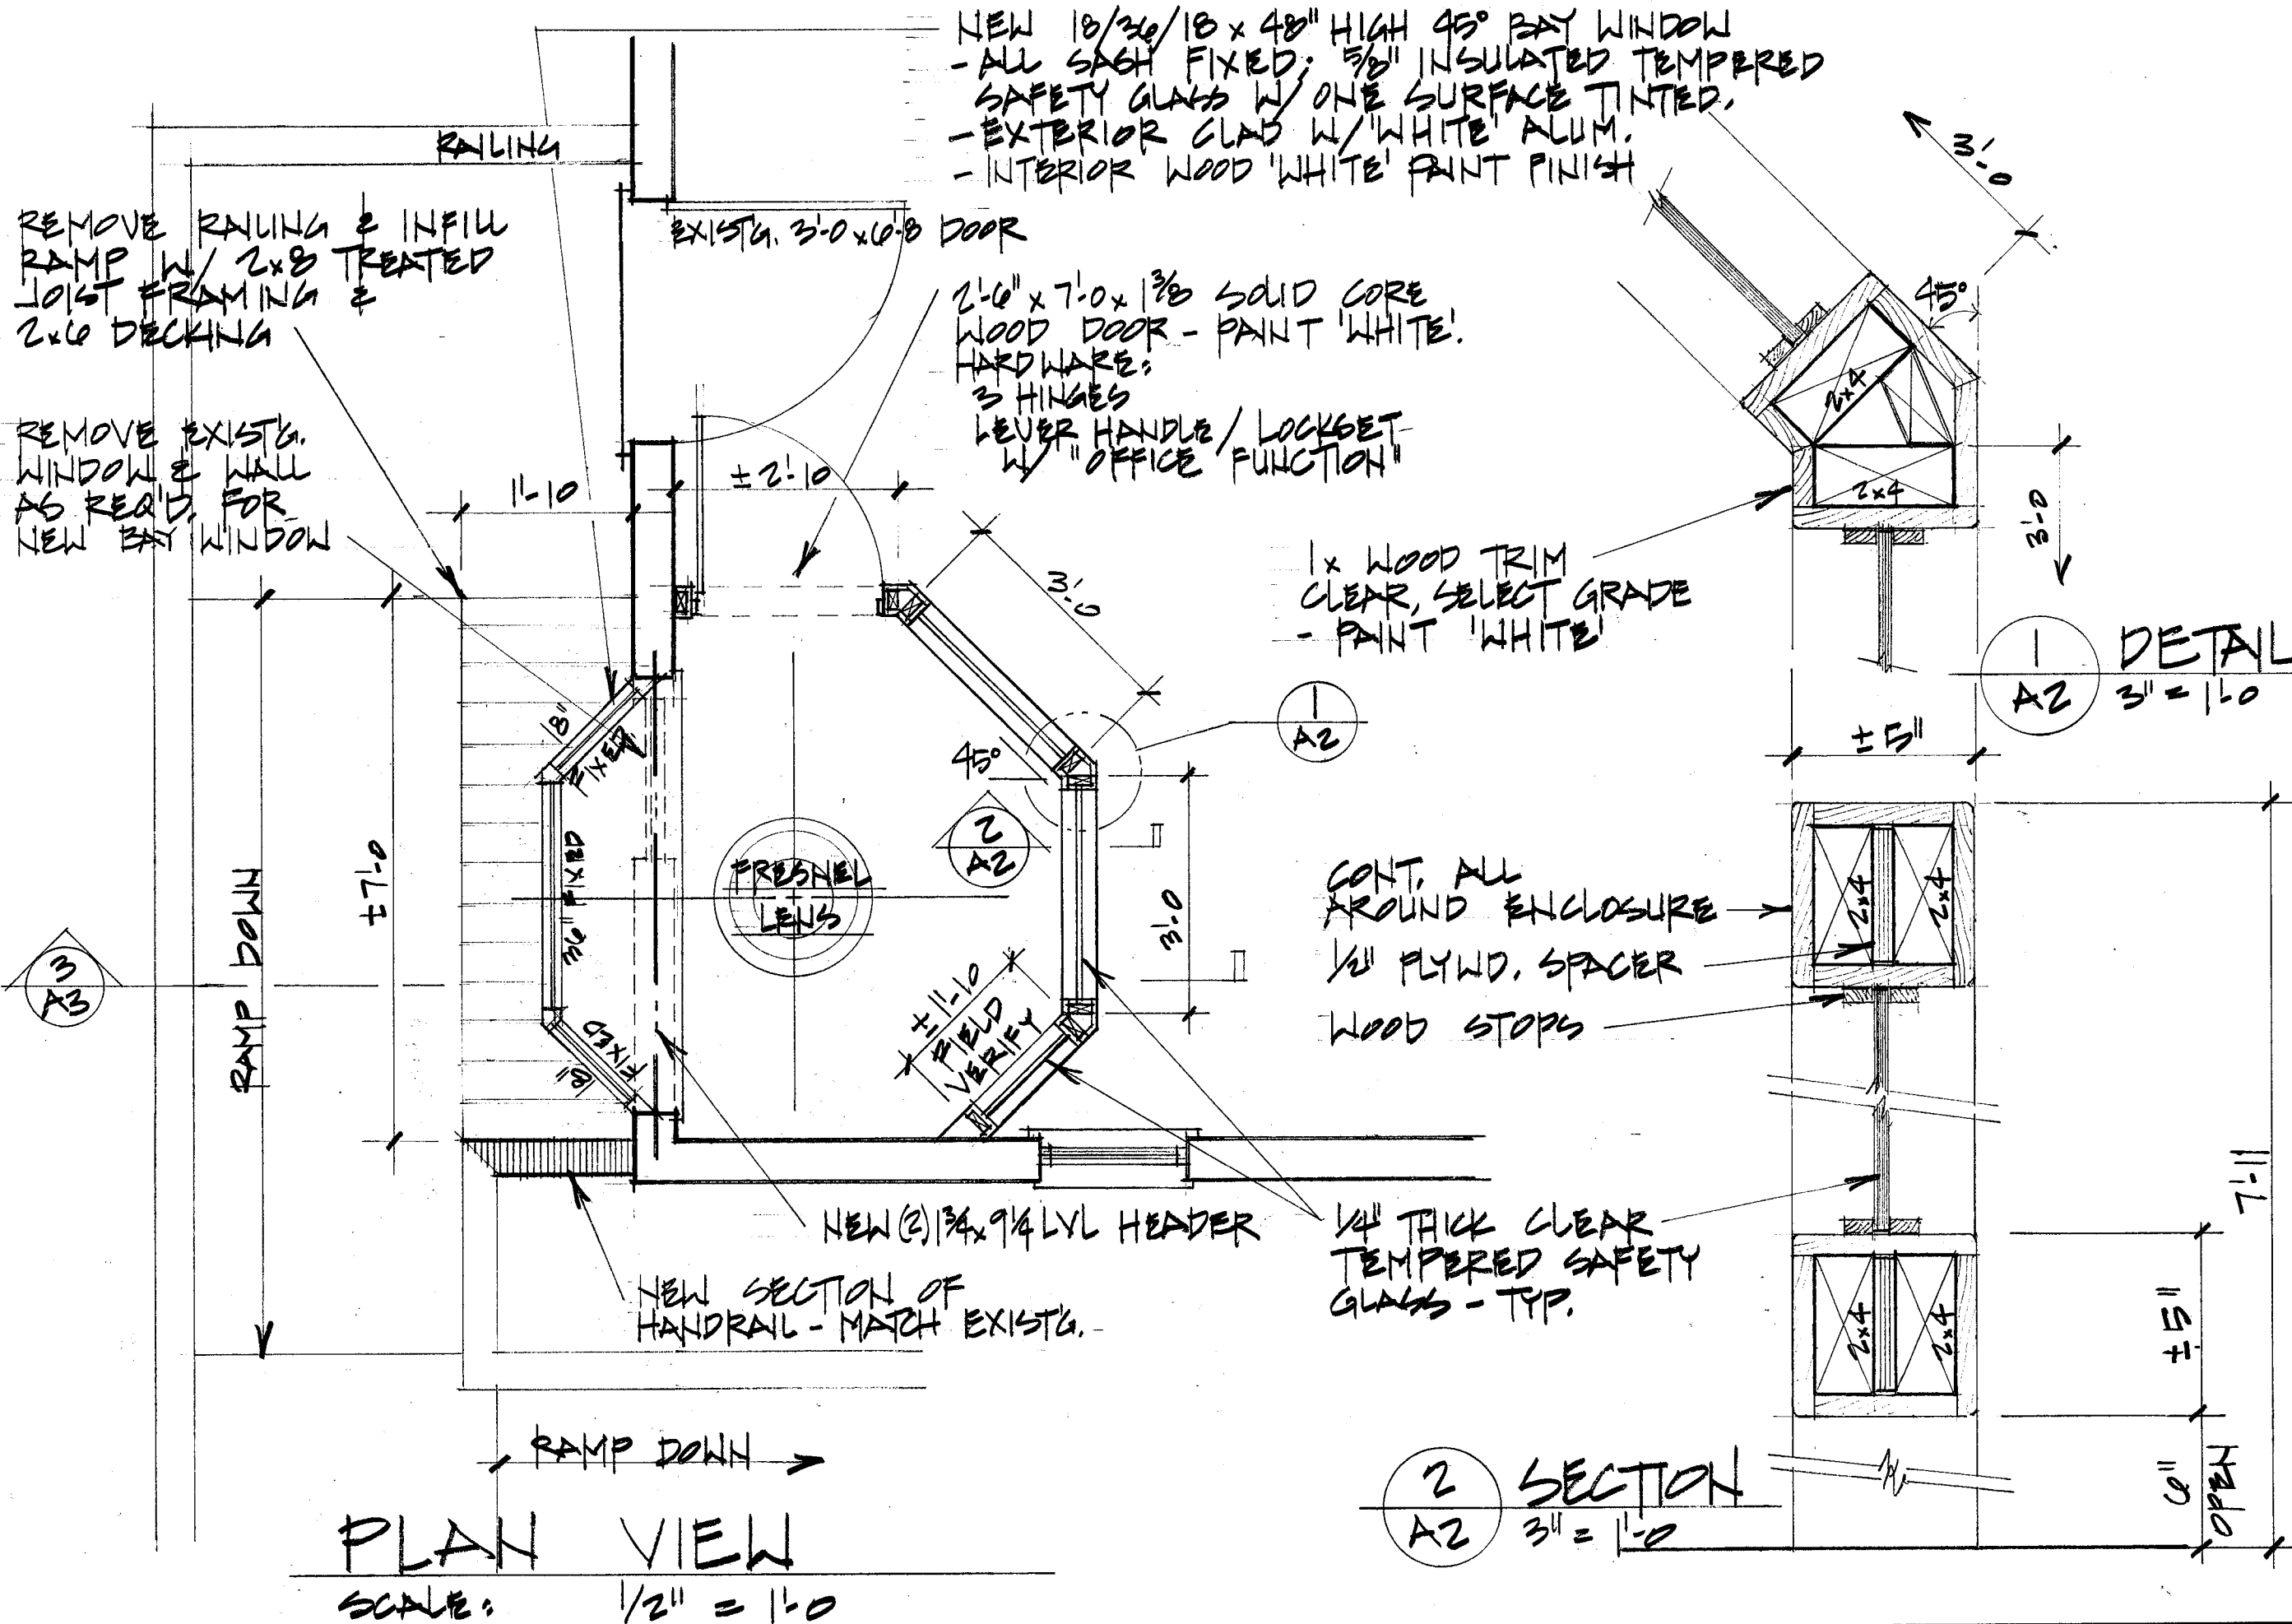 NEW 18/36/18 x 48" HIGH 45° BAY WINDOW
- ALL SASH FIXED; 5/8" INSULATED TEMPERED
SAFETY GLASS W/ ONE SURFACE TINTED.
- EXTERIOR CLAD W/ 'WHITE' ALUM.
- INTERIOR WOOD 'WHITE' PAINT FINISH
RAILING
REMOVE RAILING & INFILL
RAMP W/ 2x8 TREATED
JOIST FRAMING &
2x6 DECKING
EXIST'G. 3'-0 x 6'-8 DOOR
2'-6" x 7'-0 x 1 3/8 SOLID CORE
WOOD DOOR - PAINT 'WHITE'.
HARDWARE:
3 HINGES
LEVER HANDLE / LOCKSET
W/ "OFFICE FUNCTION"
REMOVE EXIST'G.
WINDOW & WALL
AS REQ'D. FOR
NEW BAY WINDOW
1'-10
±2'-10
3'-0
45°
2x4
2x4
3'-0
1x WOOD TRIM
CLEAR, SELECT GRADE
- PAINT 'WHITE'
1
A2
DETAIL
3" = 1'-0
±5"
3'-0
1
A2
45°
2
A2
3'-0
18"
FIXED
36" FIXED
FIXED
18"
FRESNEL
LENS
±1'-10
FIELD
VERIFY
±7'-0
RAMP DOWN
3
A3
CONT. ALL
AROUND ENCLOSURE
1/2" PLYWD. SPACER
WOOD STOPS
2x4
2x4
7'-11
NEW (2) 1 3/4 x 9 1/4 LVL HEADER
1/4" THICK CLEAR
TEMPERED SAFETY
GLASS - TYP.
NEW SECTION OF
HANDRAIL - MATCH EXIST'G.
2x4
2x4
±5"
6"
OPEN
RAMP DOWN
2
A2
SECTION
3" = 1'-0
PLAN VIEW
SCALE: 1/2" = 1'-0